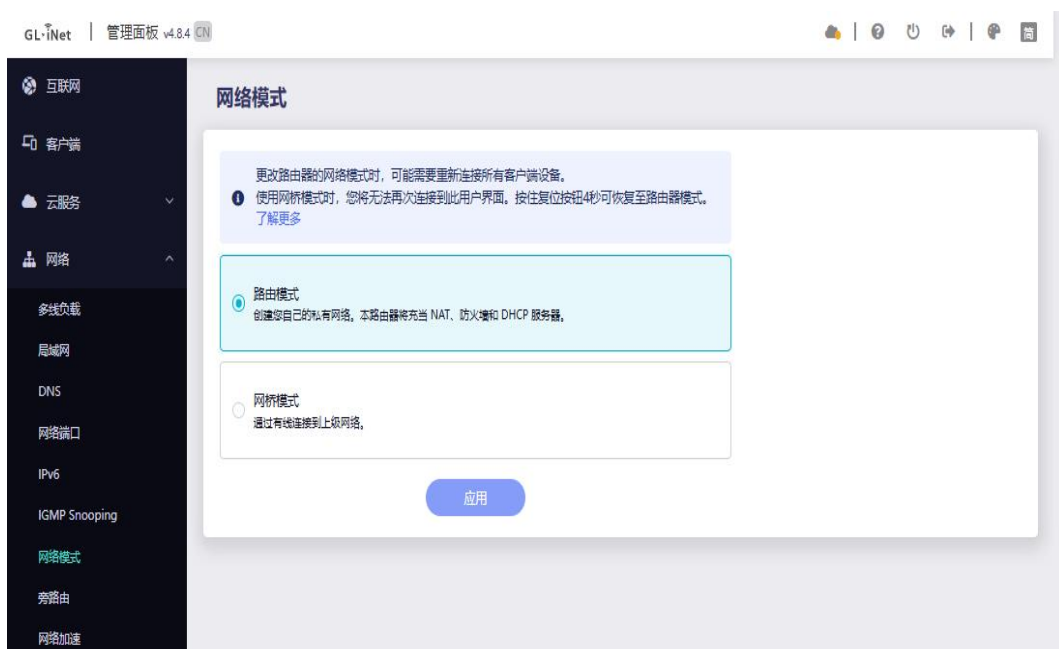 GL·iNet
管理面板 v4.8.4 CN
简
互联网
客户端
云服务
网络
多线负载
局域网
DNS
网络端口
IPv6
IGMP Snooping
网络模式
旁路由
网络加速
网络模式
更改路由器的网络模式时，可能需要重新连接所有客户端设备。
使用网桥模式时，您将无法再次连接到此用户界面。按住复位按钮4秒可恢复至路由器模式。
了解更多
路由模式
创建您自己的私有网络。本路由器将充当 NAT、防火墙和 DHCP 服务器。
网桥模式
通过有线连接到上级网络。
应用